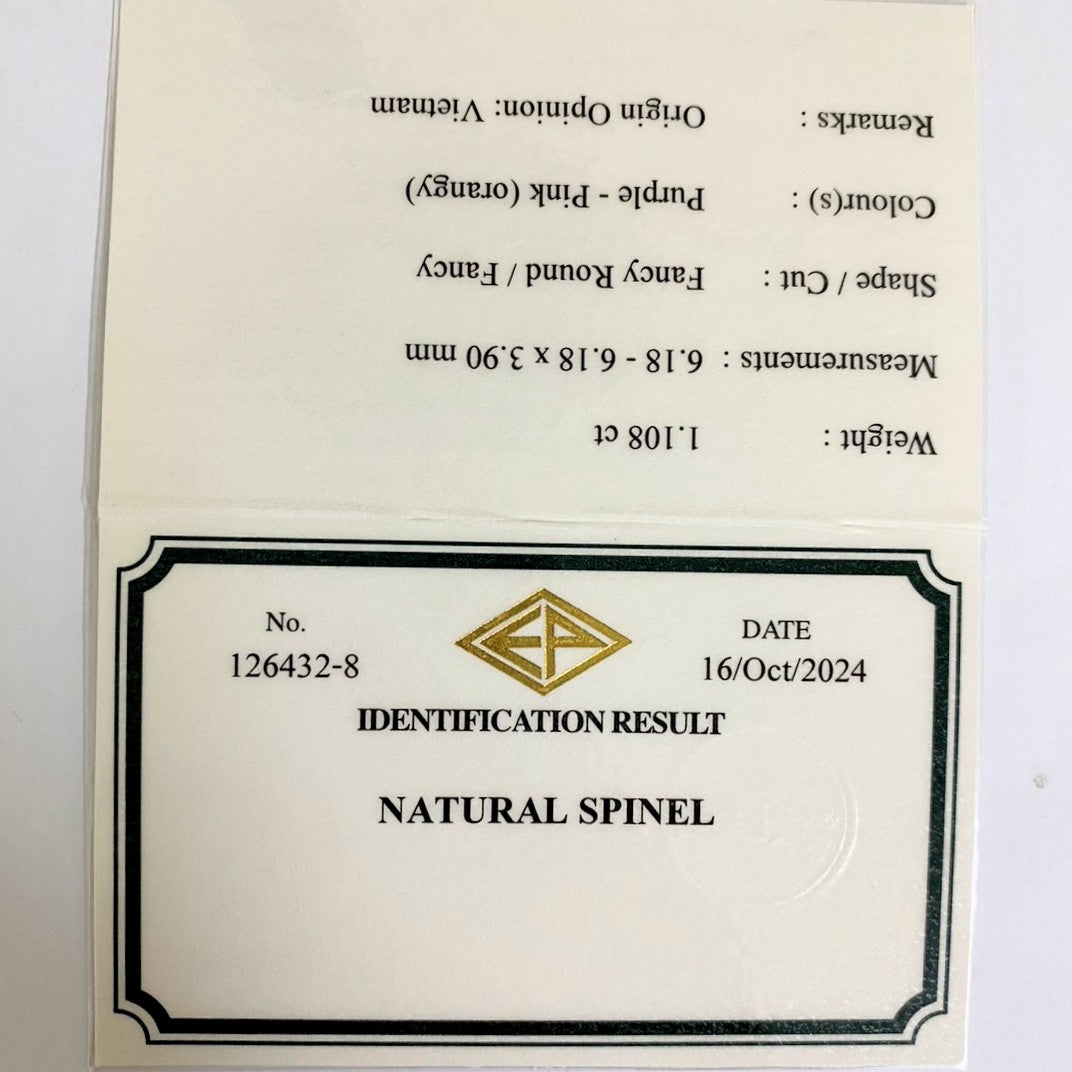 Weight : 1.108 ct
Measurements : 6.18 - 6.18 x 3.90 mm
Shape / Cut : Fancy Round / Fancy
Colour(s) : Purple - Pink (orangy)
Remarks : Origin Opinion: Vietnam
No.
126432-8
EP
DATE
16/Oct/2024
IDENTIFICATION RESULT
NATURAL SPINEL